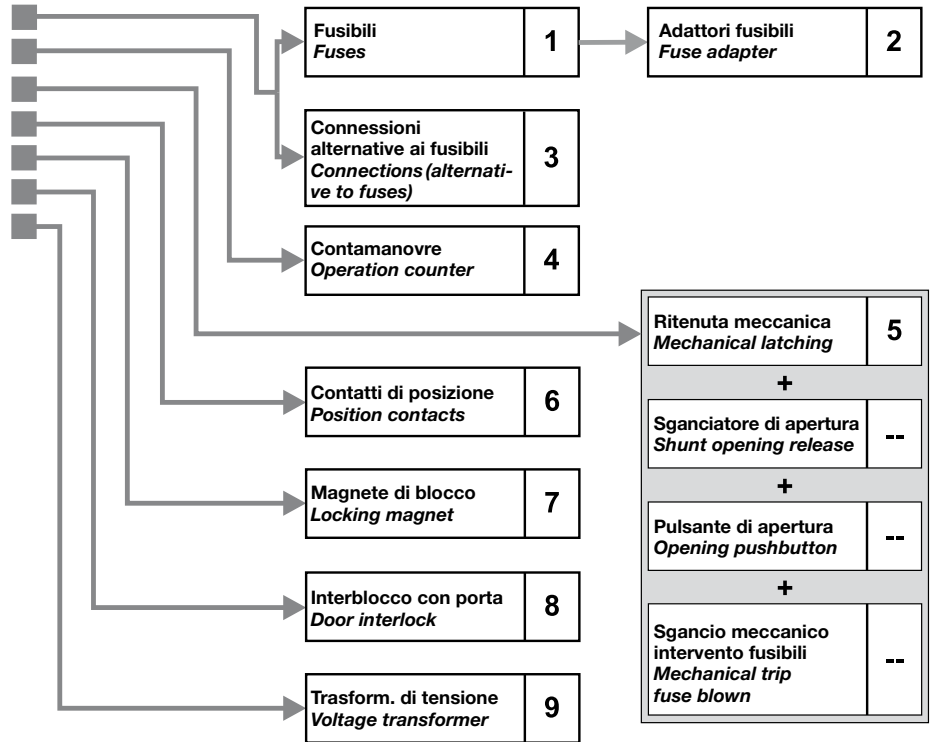 Fusibili
Fuses
1
Adattori fusibili
Fuse adapter
2
Connessioni
alternative ai fusibili
Connections (alternati-
ve to fuses)
3
Contamanovre
Operation counter
4
Ritenuta meccanica
Mechanical latching
5
+
Sganciatore di apertura
Shunt opening release
--
+
Pulsante di apertura
Opening pushbutton
--
+
Sgancio meccanico
intervento fusibili
Mechanical trip
fuse blown
--
Contatti di posizione
Position contacts
6
Magnete di blocco
Locking magnet
7
Interblocco con porta
Door interlock
8
Trasform. di tensione
Voltage transformer
9